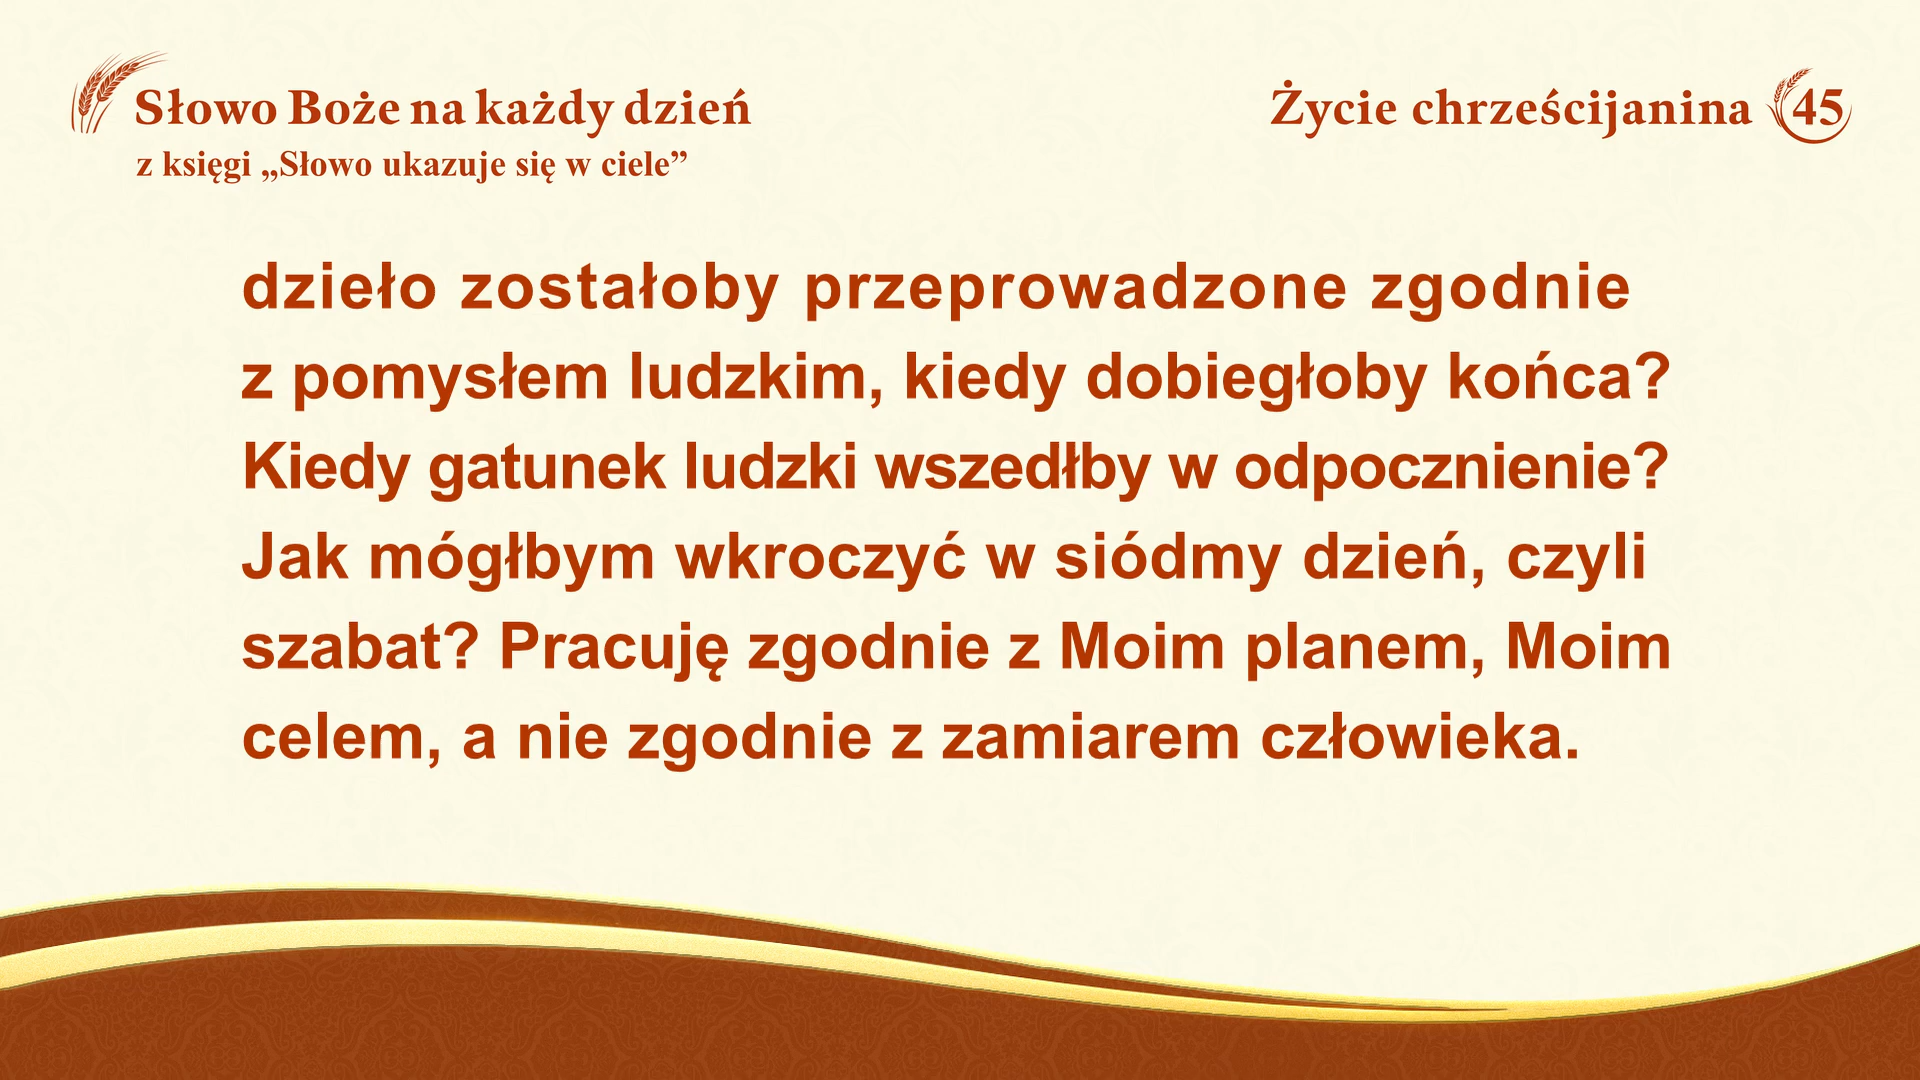 Słowo Boże na każdy dzień
z księgi „Słowo ukazuje się w ciele”
Życie chrześcijanina 45
dzieło zostałoby przeprowadzone zgodnie
z pomysłem ludzkim, kiedy dobiegłoby końca?
Kiedy gatunek ludzki wszedłby w odpocznienie?
Jak mógłbym wkroczyć w siódmy dzień, czyli
szabat? Pracuję zgodnie z Moim planem, Moim
celem, a nie zgodnie z zamiarem człowieka.